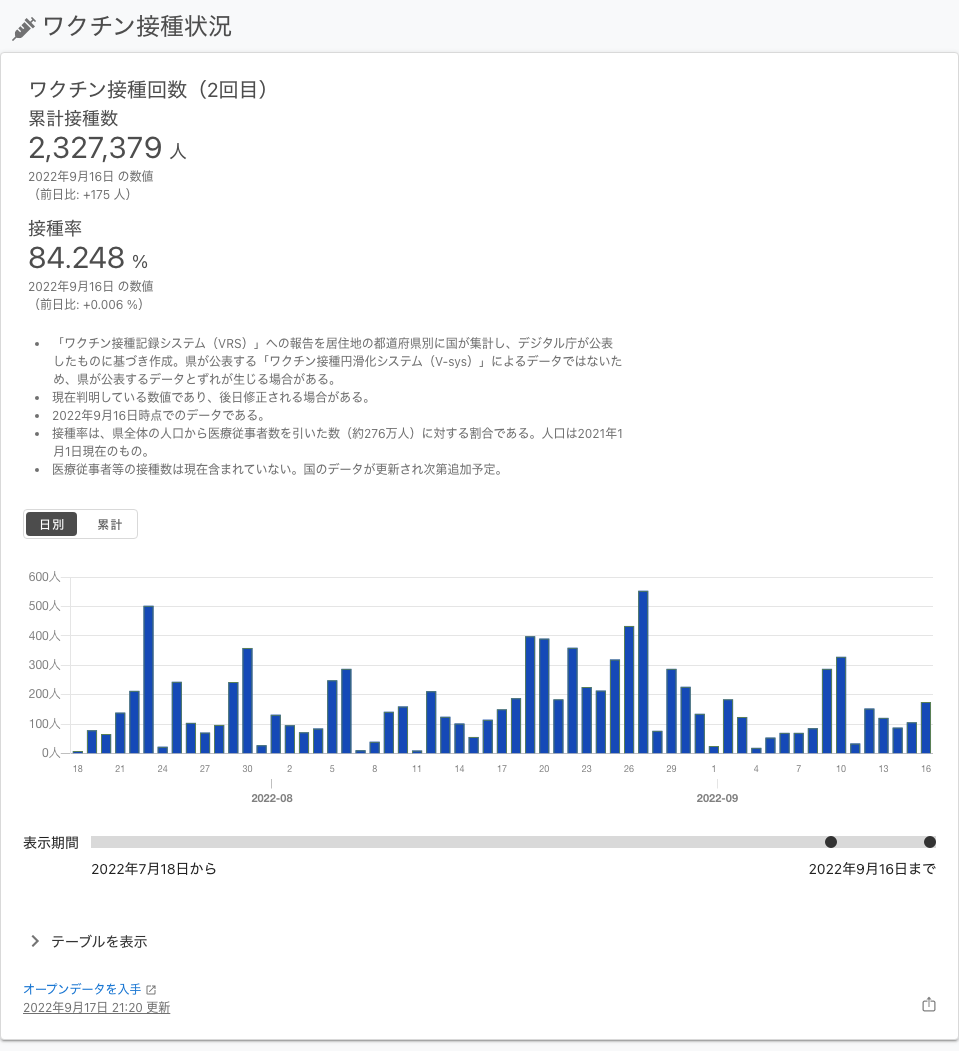 ワクチン接種状況
ワクチン接種回数（2回目）
累計接種数
2,327,379 人
2022年9月16日 の数値
（前日比: +175 人）
接種率
84.248 %
2022年9月16日 の数値
（前日比: +0.006 %）
• 「ワクチン接種記録システム（VRS）」への報告を居住地の都道府県別に国が集計し、デジタル庁が公表
したものに基づき作成。県が公表する「ワクチン接種円滑化システム（V-sys）」によるデータではないた
め、県が公表するデータとずれが生じる場合がある。
• 現在判明している数値であり、後日修正される場合がある。
• 2022年9月16日時点でのデータである。
• 接種率は、県全体の人口から医療従事者数を引いた数（約276万人）に対する割合である。人口は2021年1
月1日現在のもの。
• 医療従事者等の接種数は現在含まれていない。国のデータが更新され次第追加予定。
日別 累計
600人
500人
400人
300人
200人
100人
0人
18 21 24 27 30 2 5 8 11 14 17 20 23 26 29 1 4 7 10 13 16
2022-08 2022-09
表示期間
2022年7月18日から 2022年9月16日まで
テーブルを表示
オープンデータを入手
2022年9月17日 21:20 更新